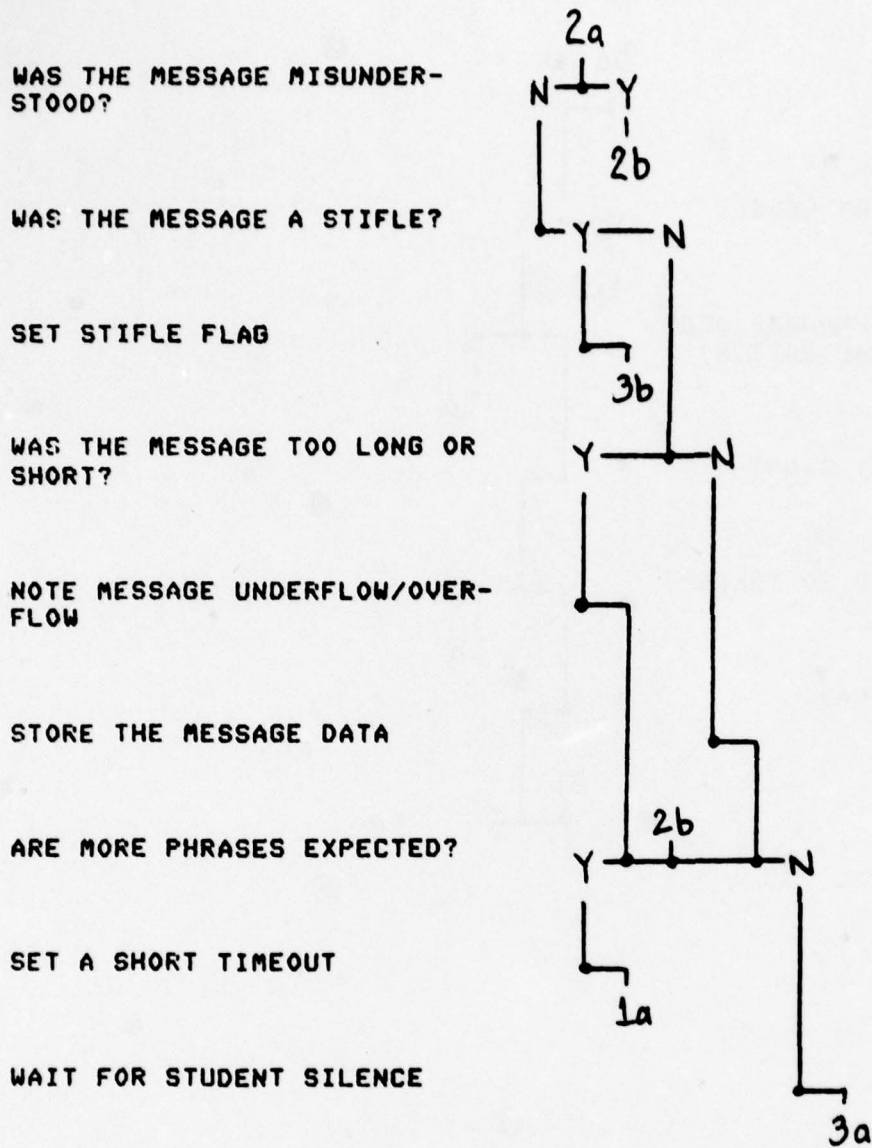 2a
WAS THE MESSAGE MISUNDER-
STOOD?
N Y
2b
WAS THE MESSAGE A STIFLE?
Y N
SET STIFLE FLAG
3b
WAS THE MESSAGE TOO LONG OR
SHORT?
Y N
NOTE MESSAGE UNDERFLOW/OVER-
FLOW
STORE THE MESSAGE DATA
2b
ARE MORE PHRASES EXPECTED?
Y N
SET A SHORT TIMEOUT
1a
WAIT FOR STUDENT SILENCE
3a